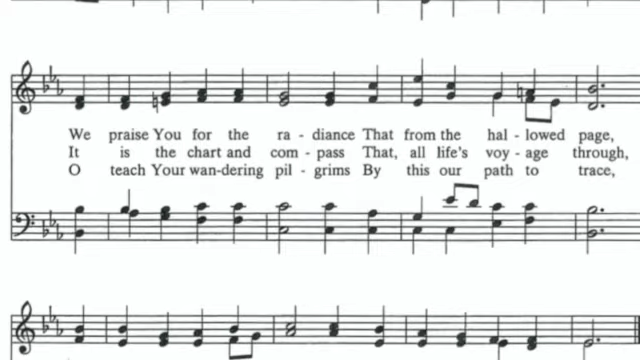 We praise You for the ra - diance That from the hal - lowed page,
It is the chart and com - pass That, all life's voy - age through,
O teach Your wan-dering pil - grims By this our path to trace,